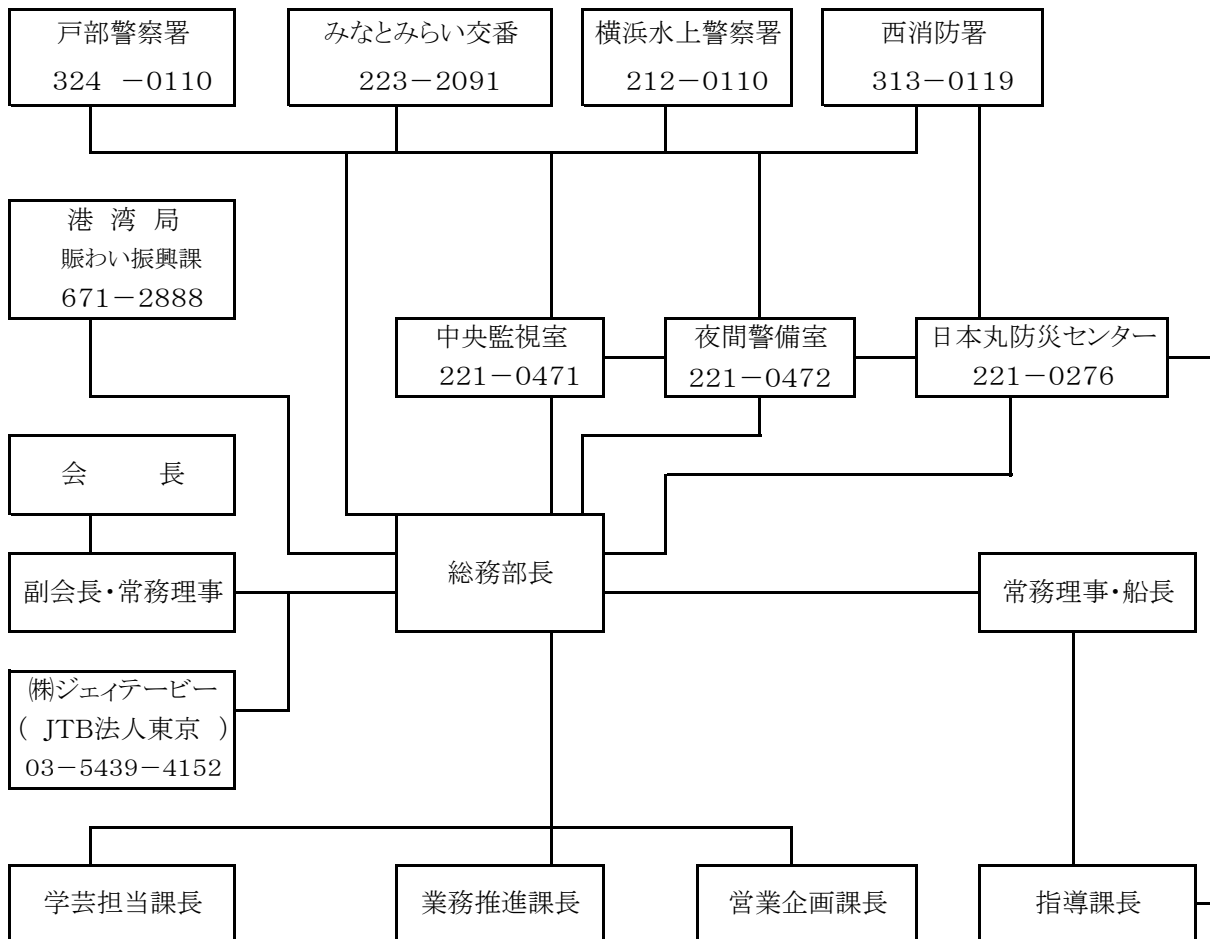 戸部警察署
324 −0110
みなとみらい交番
223−2091
横浜水上警察署
212−0110
西消防署
313−0119
港 湾 局
賑わい振興課
671−2888
中央監視室
221−0471
夜間警備室
221−0472
日本丸防災センター
221−0276
会 長
副会長・常務理事
総務部長
常務理事・船長
㈱ジェィテービー
( JTB法人東京 )
03−5439−4152
学芸担当課長
業務推進課長
営業企画課長
指導課長